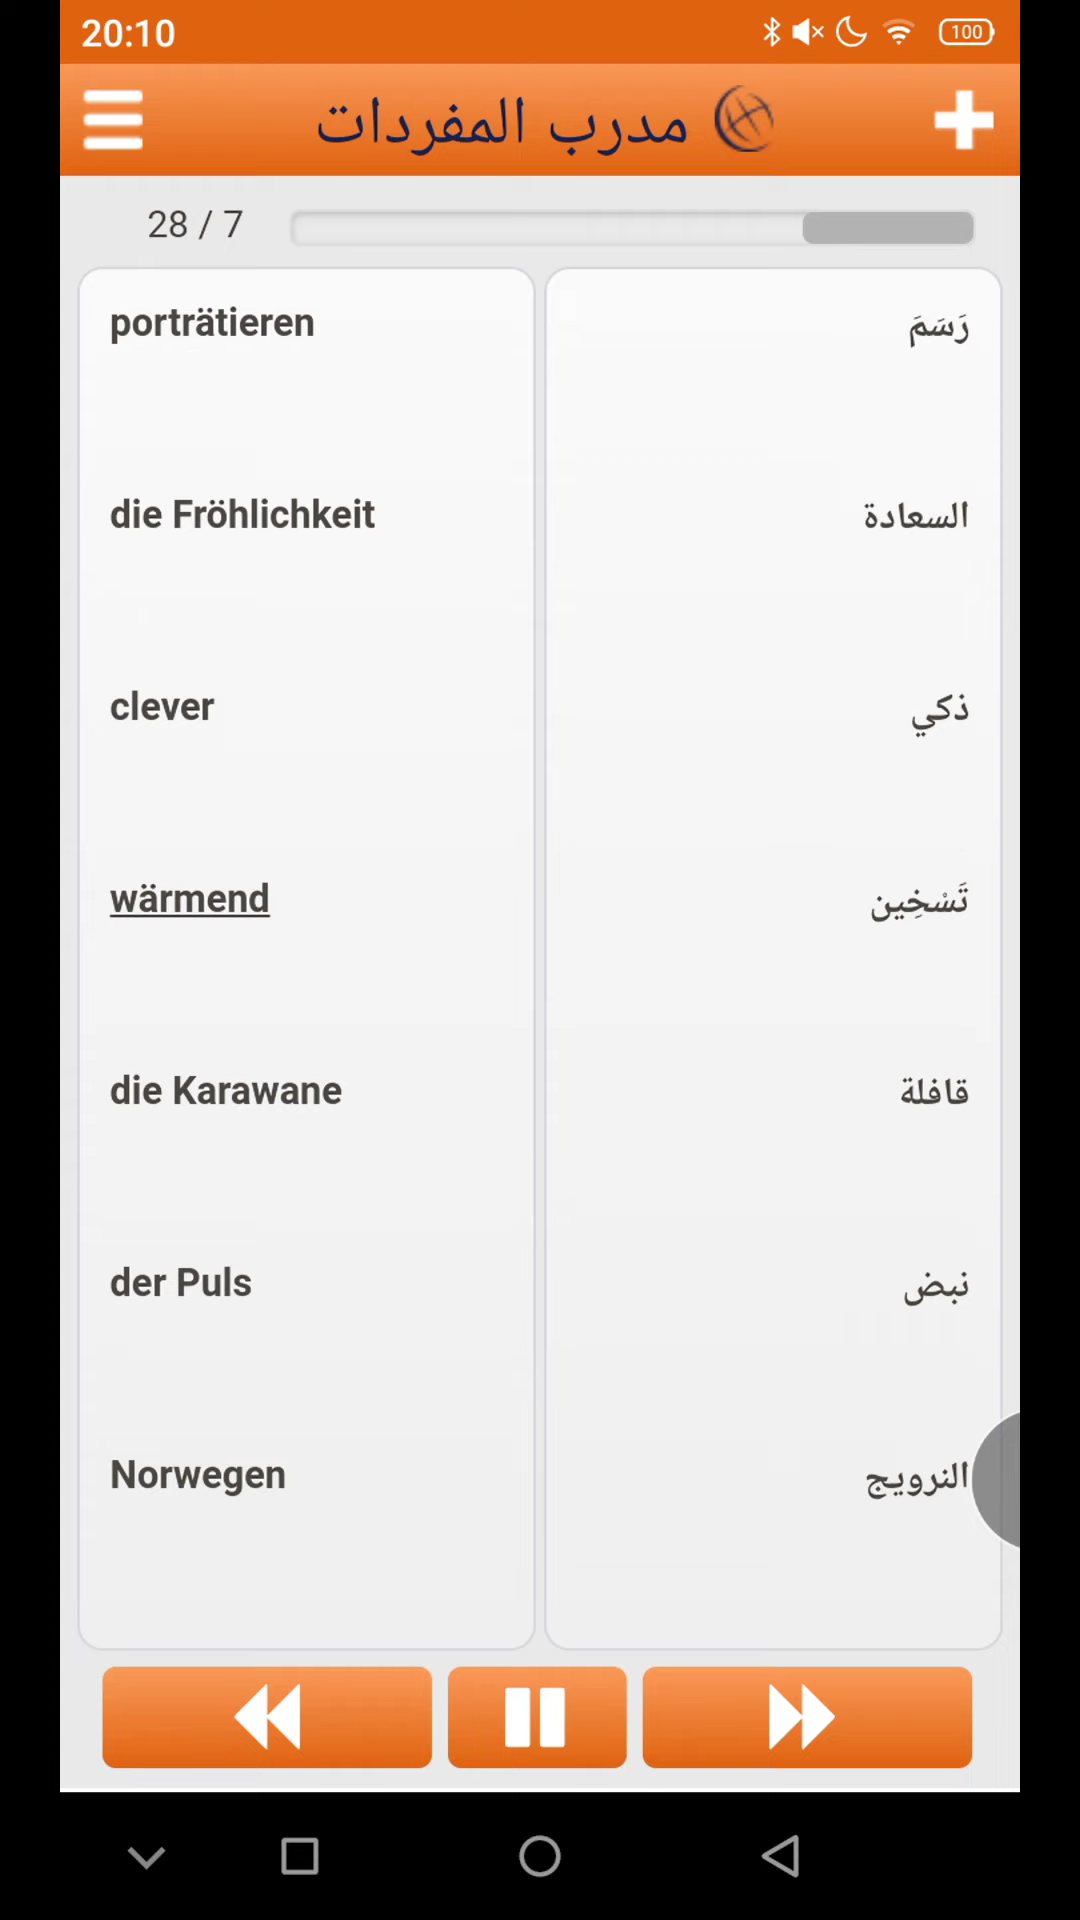 20:10
100
مدرب المفردات
28 / 7
porträtieren
رَسَمَ
die Fröhlichkeit
السعادة
clever
ذكي
wärmend
تَسْخِين
die Karawane
قافلة
der Puls
نبض
Norwegen
النرويج